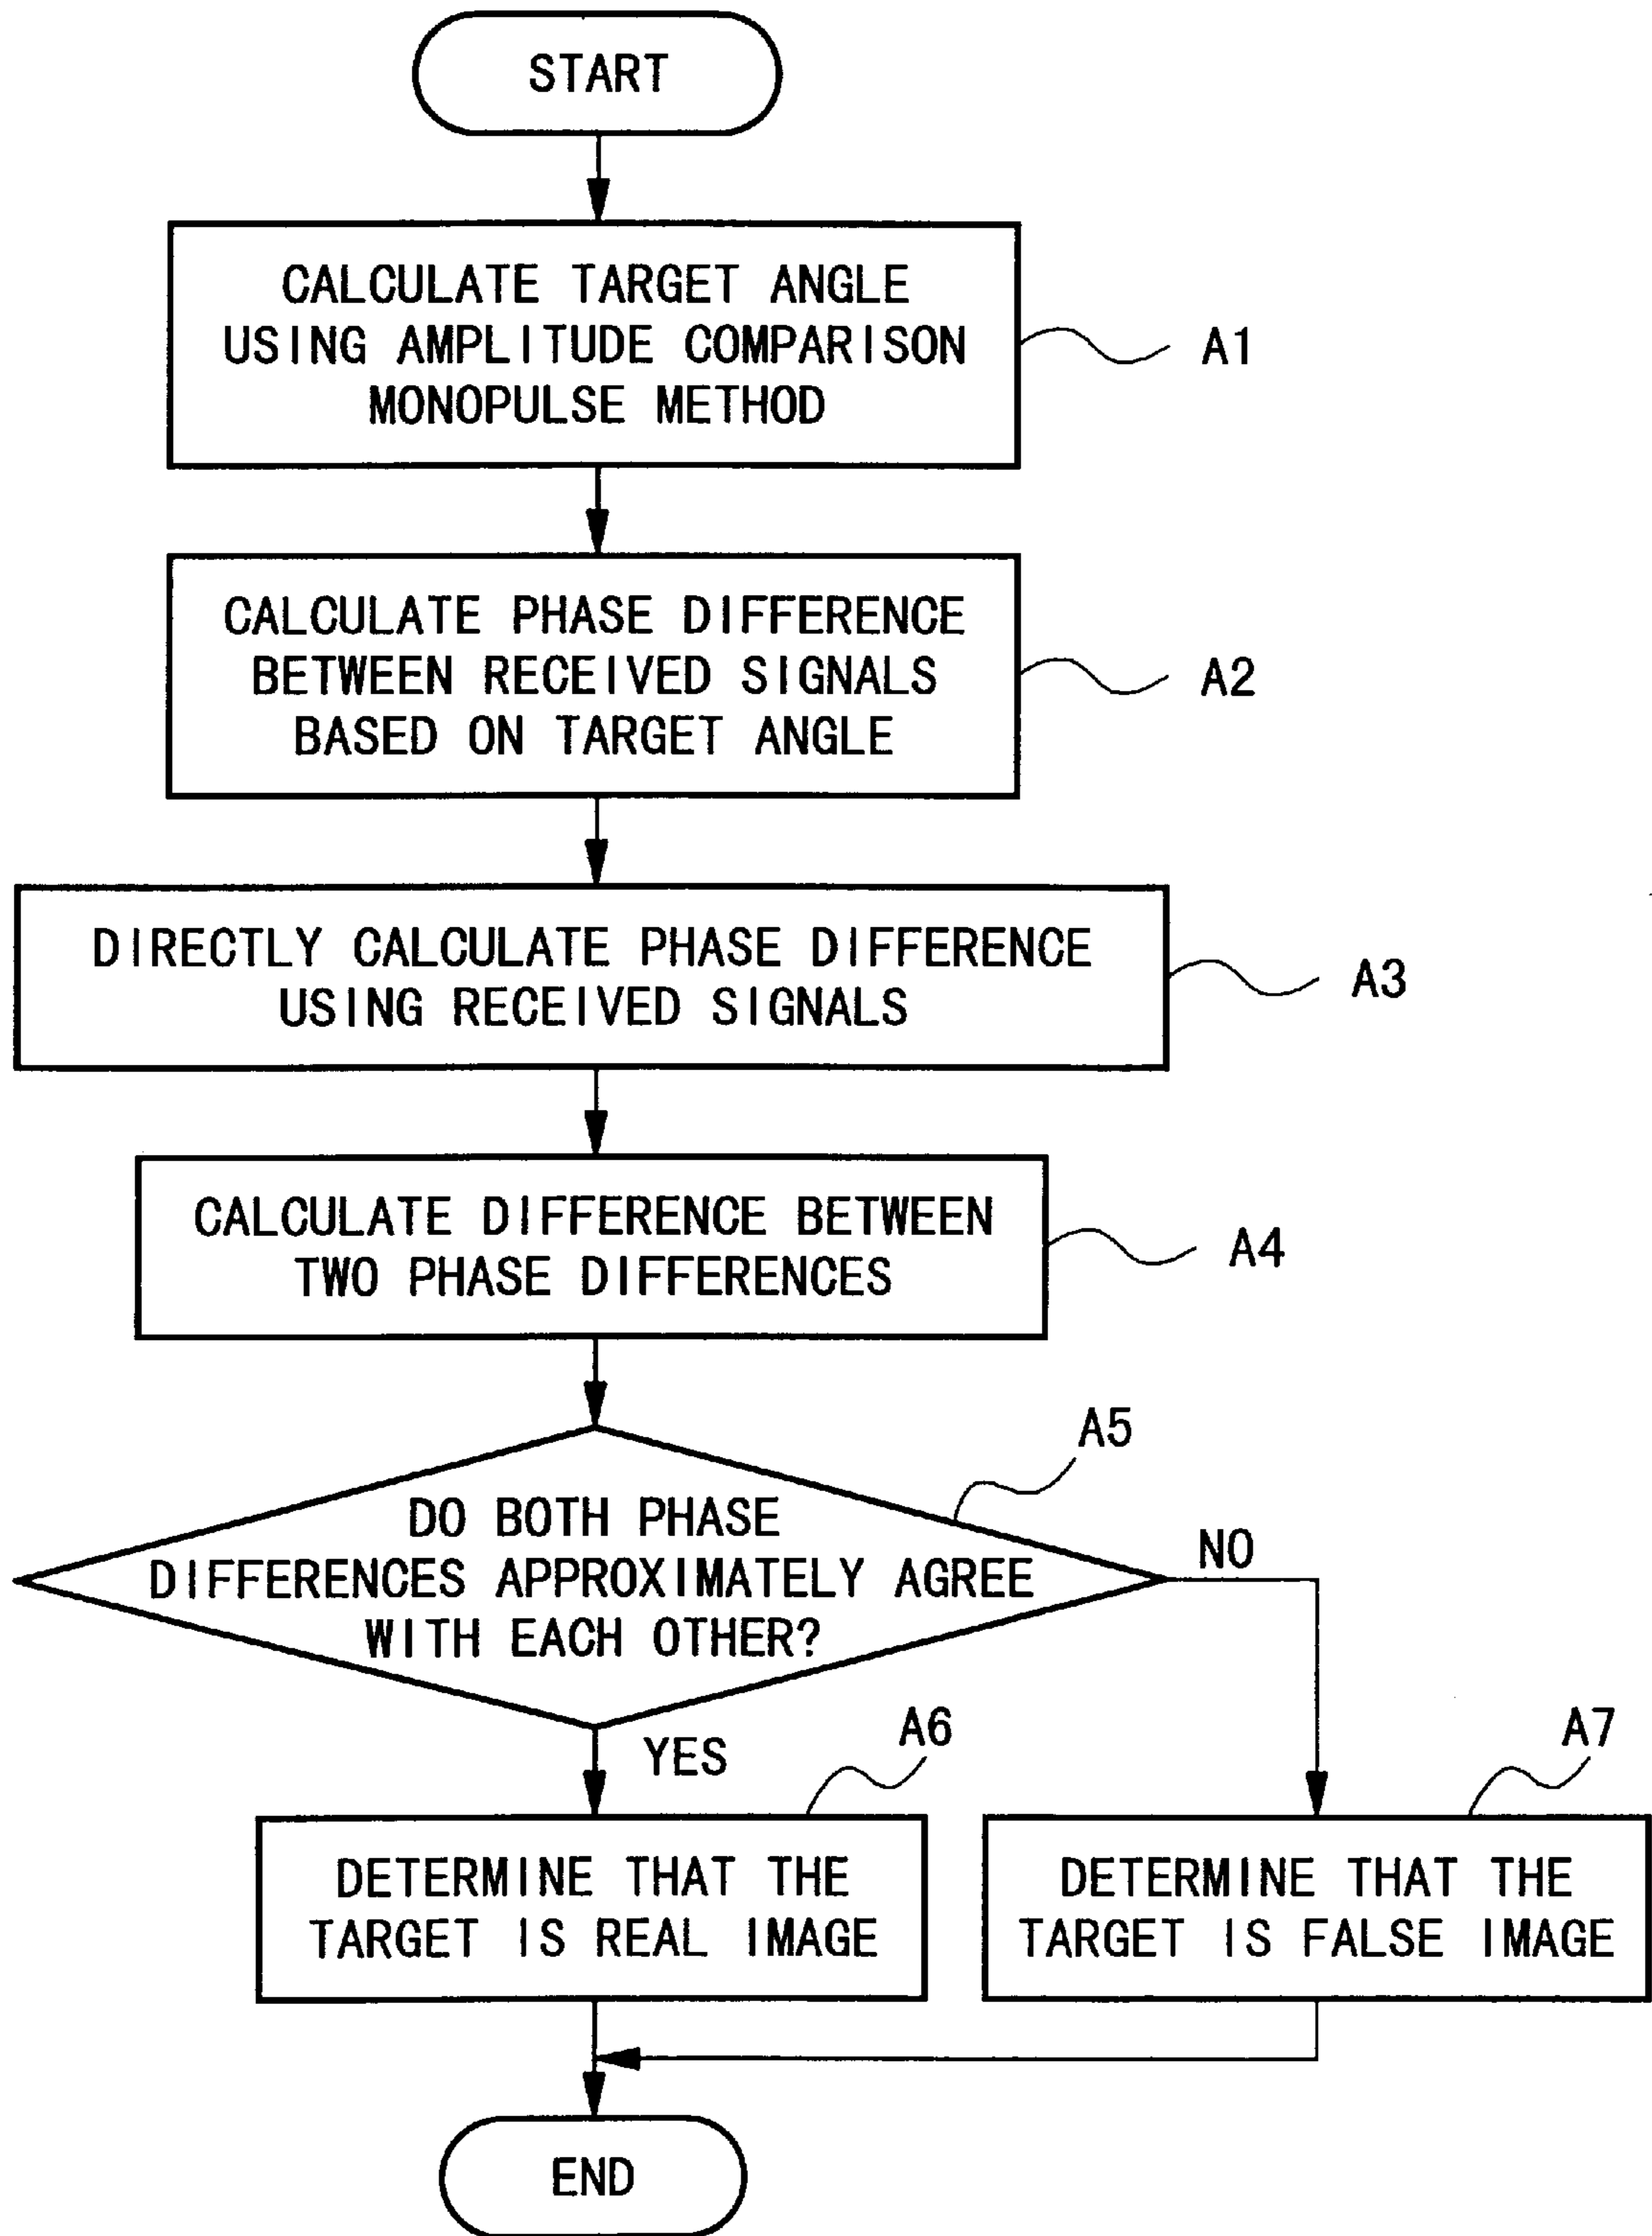 START
CALCULATE TARGET ANGLE
USING AMPLITUDE COMPARISON
MONOPULSE METHOD
A1
CALCULATE PHASE DIFFERENCE
BETWEEN RECEIVED SIGNALS
BASED ON TARGET ANGLE
A2
DIRECTLY CALCULATE PHASE DIFFERENCE
USING RECEIVED SIGNALS
A3
CALCULATE DIFFERENCE BETWEEN
TWO PHASE DIFFERENCES
A4
A5
DO BOTH PHASE
DIFFERENCES APPROXIMATELY AGREE
WITH EACH OTHER?
NO
YES
A6
DETERMINE THAT THE
TARGET IS REAL IMAGE
A7
DETERMINE THAT THE
TARGET IS FALSE IMAGE
END